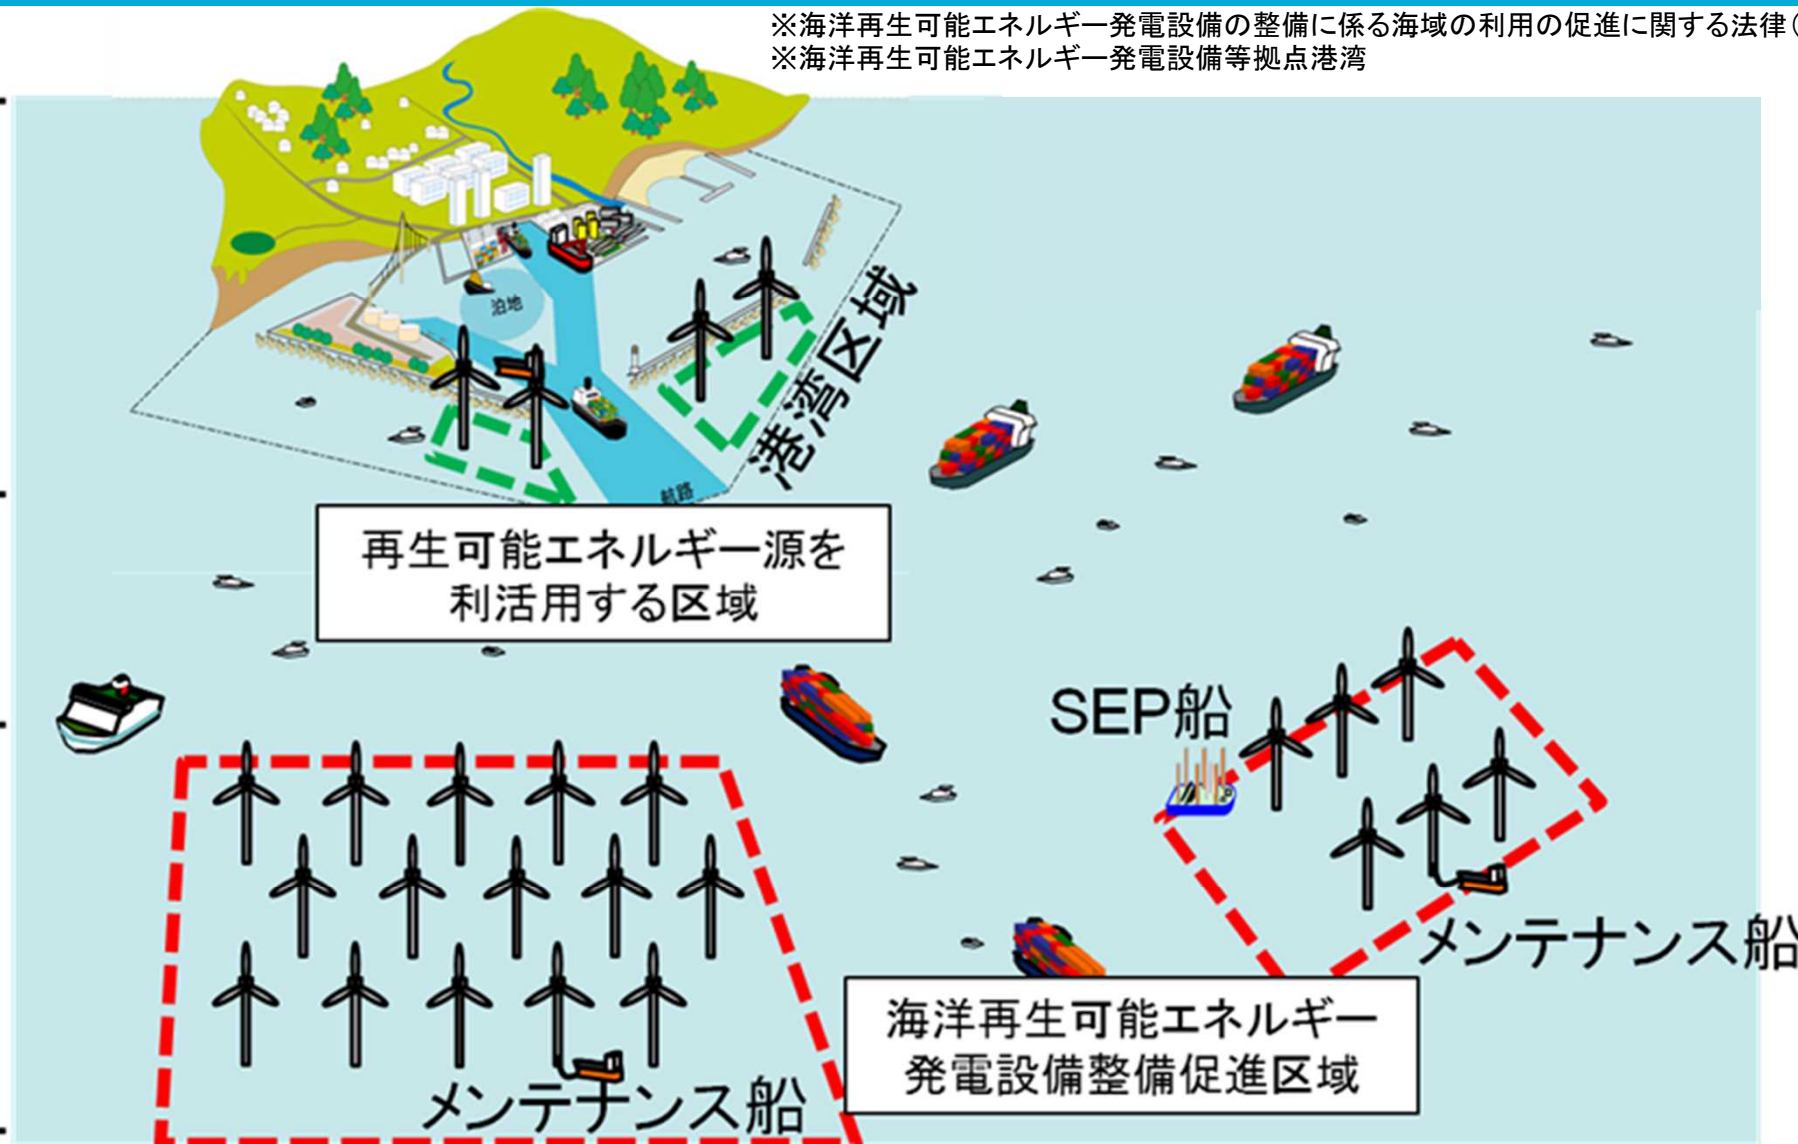 ※海洋再生可能エネルギー発電設備の整備に係る海域の利用の促進に関する法律（
※海洋再生可能エネルギー発電設備等拠点港湾
泊地
港湾区域
航路
再生可能エネルギー源を
利活用する区域
SEP船
メンテナンス船
海洋再生可能エネルギー
発電設備整備促進区域
メンテナンス船